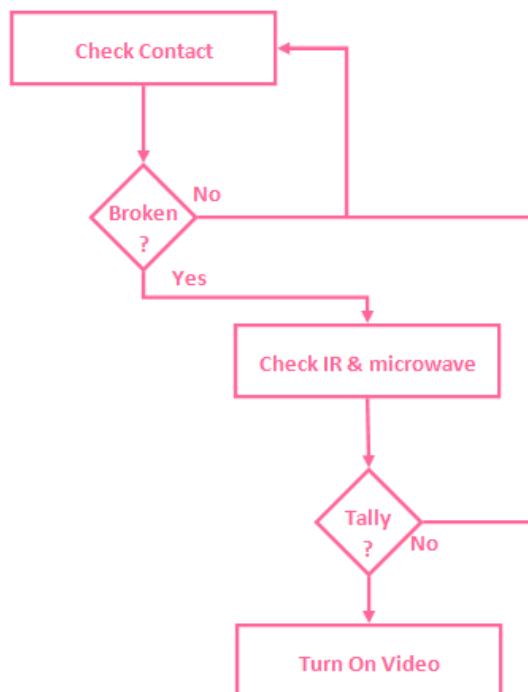 Check Contact
No
Broken
?
Yes
Check IR & microwave
Tally
?
No
Turn On Video